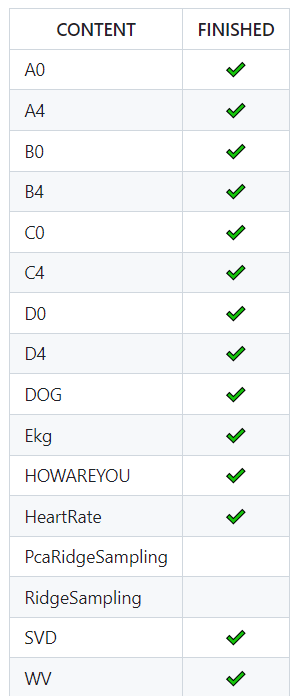 CONTENT FINISHED
A0 ✔
A4 ✔
B0 ✔
B4 ✔
C0 ✔
C4 ✔
D0 ✔
D4 ✔
DOG ✔
Ekg ✔
HOWAREYOU ✔
HeartRate ✔
PcaRidgeSampling
RidgeSampling
SVD ✔
WV ✔